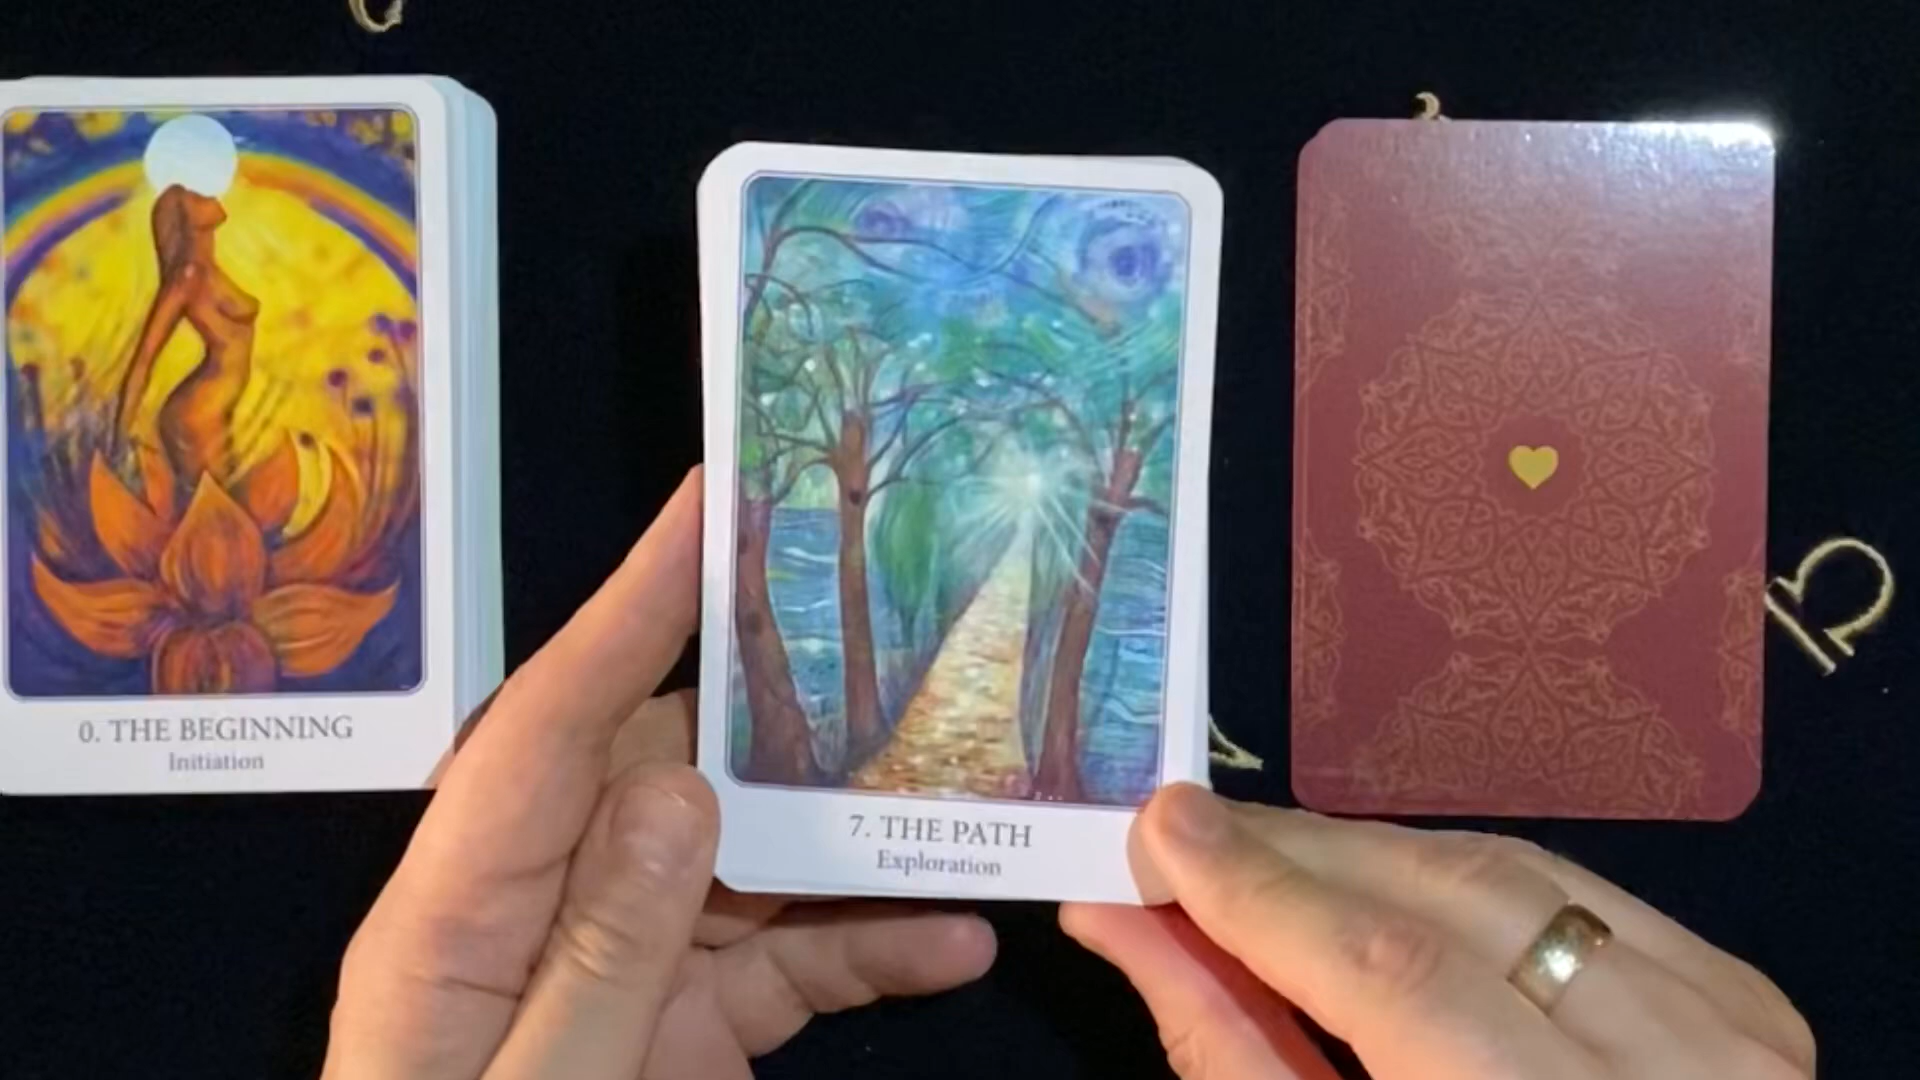 0. THE BEGINNING
Initiation
7. THE PATH
Exploration